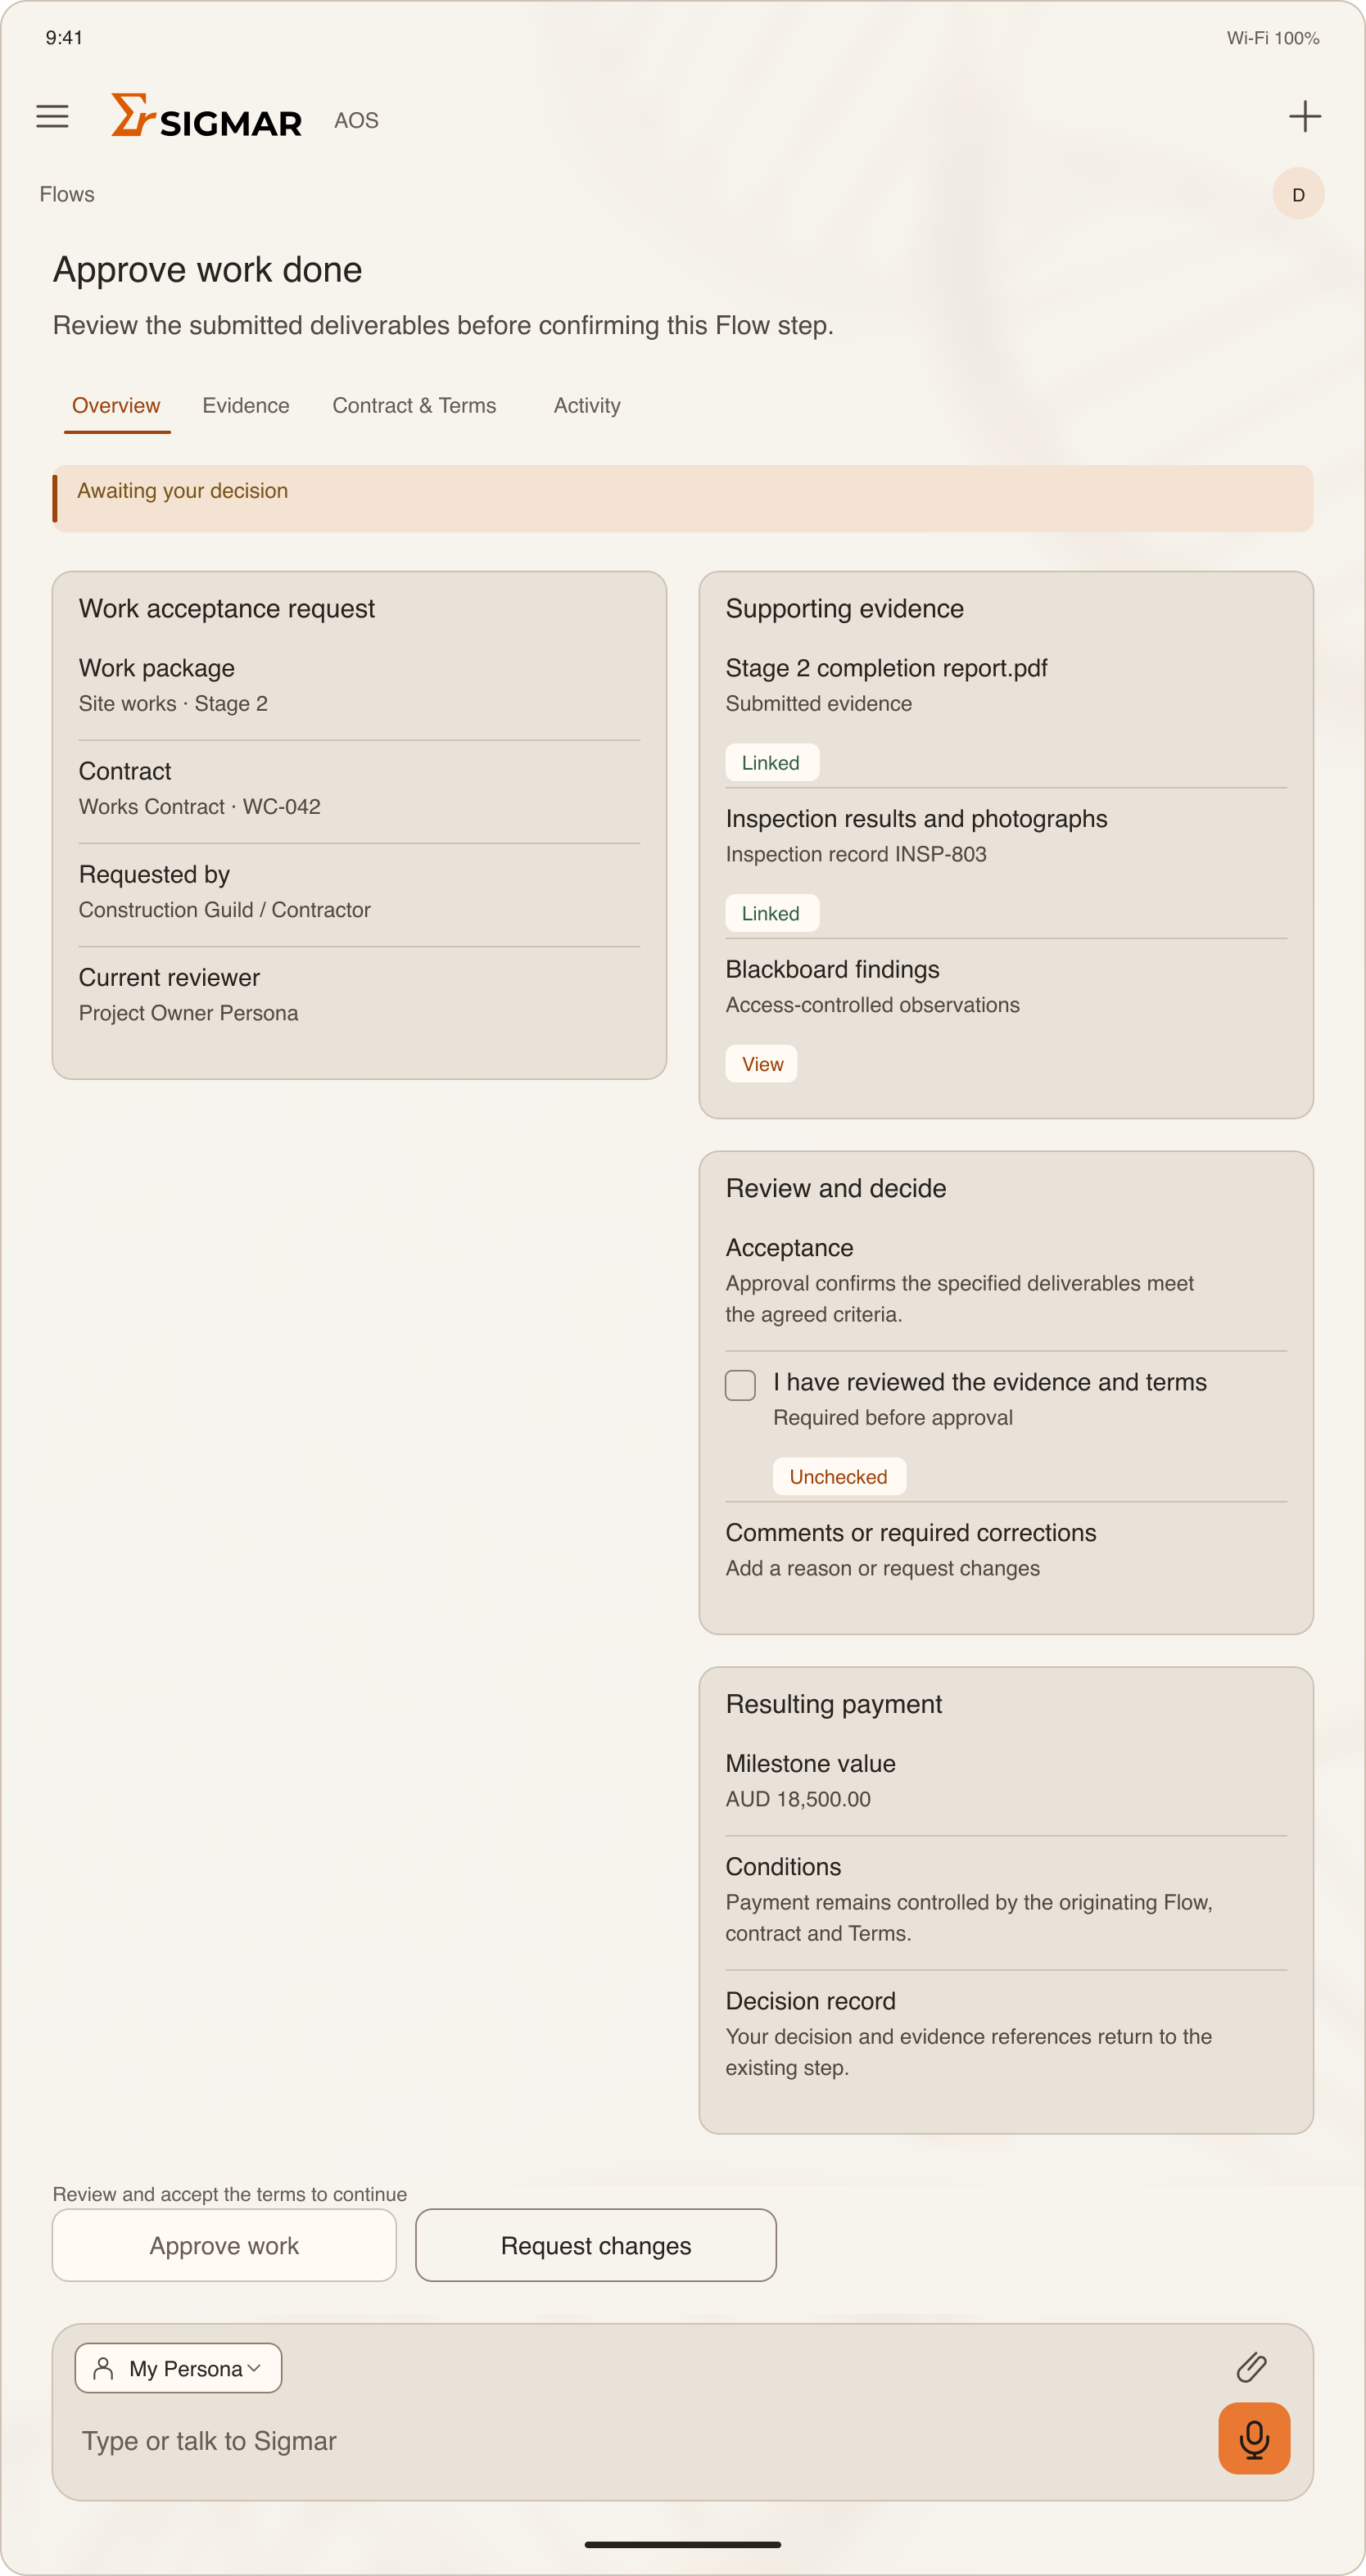 9:41
Wi-Fi 100%
Σr SIGMAR AOS
Flows
D
Approve work done
Review the submitted deliverables before confirming this Flow step.
Overview Evidence Contract & Terms Activity
Awaiting your decision
Work acceptance request
Work package
Site works · Stage 2
Contract
Works Contract · WC-042
Requested by
Construction Guild / Contractor
Current reviewer
Project Owner Persona
Supporting evidence
Stage 2 completion report.pdf
Submitted evidence
Linked
Inspection results and photographs
Inspection record INSP-803
Linked
Blackboard findings
Access-controlled observations
View
Review and decide
Acceptance
Approval confirms the specified deliverables meet
the agreed criteria.
I have reviewed the evidence and terms
Required before approval
Unchecked
Comments or required corrections
Add a reason or request changes
Resulting payment
Milestone value
AUD 18,500.00
Conditions
Payment remains controlled by the originating Flow,
contract and Terms.
Decision record
Your decision and evidence references return to the
existing step.
Review and accept the terms to continue
Approve work
Request changes
My Persona
Type or talk to Sigmar